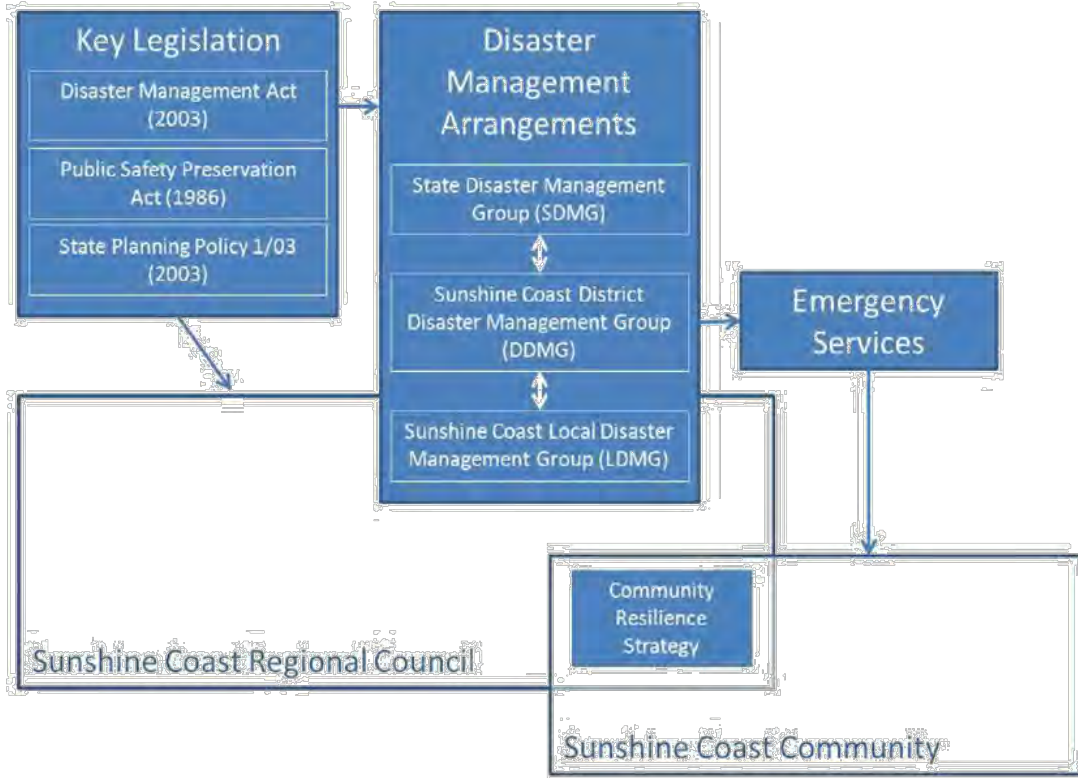 Key Legislation
Disaster Management Act
(2003)
Public Safety Preservation
Act (1986)
State Planning Policy 1/03
(2003)
Disaster
Management
Arrangements
State Disaster Management
Group (SDMG)
Sunshine Coast District
Disaster Management Group
(DDMG)
Sunshine Coast Local Disaster
Management Group (LDMG)
Emergency
Services
Community
Resilience
Strategy
Sunshine Coast Regional Council
Sunshine Coast Community